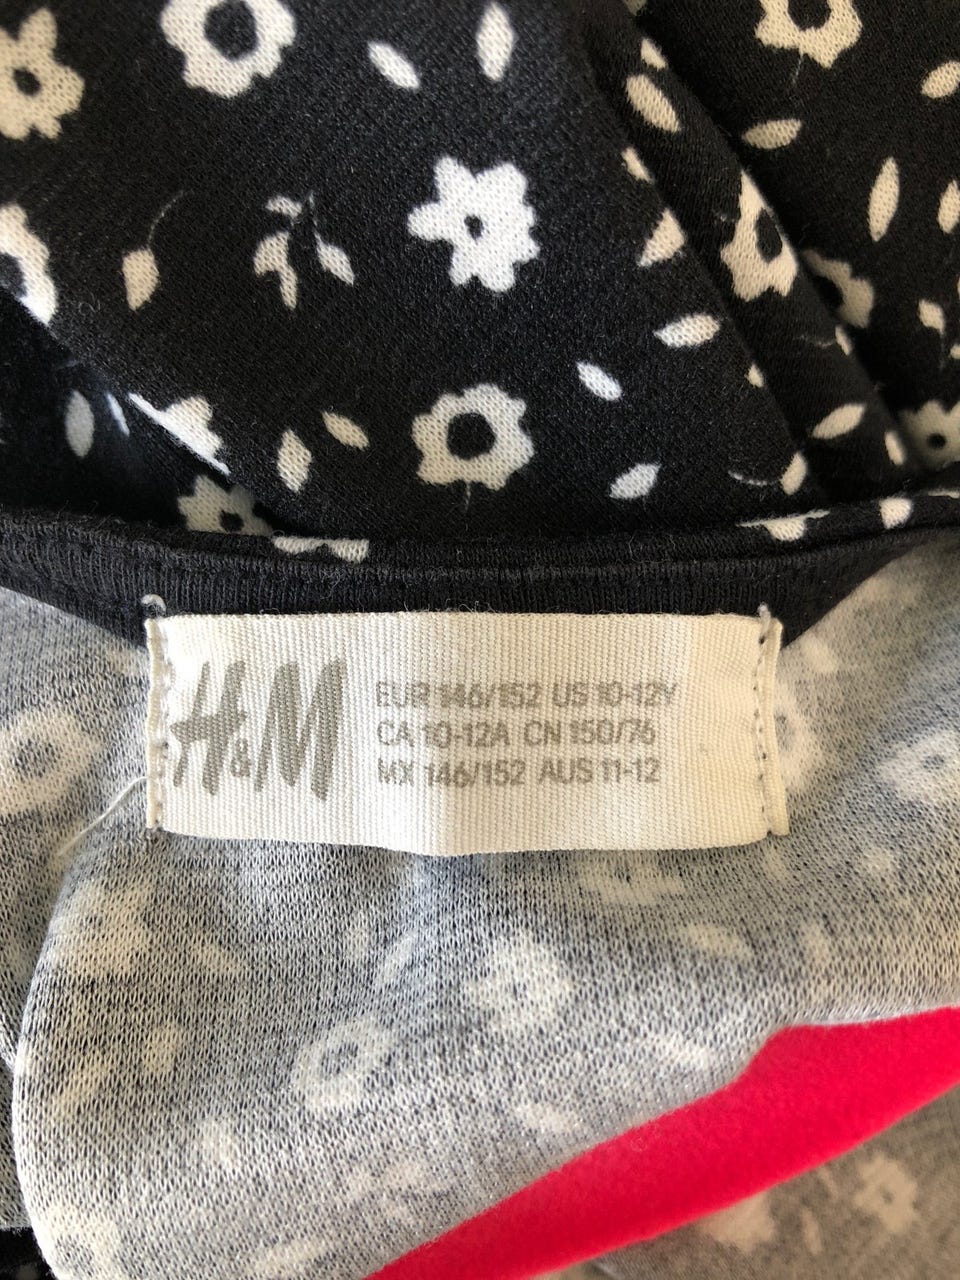 H&M
EUR 146/152 US 10-12Y
CA 10-12A CN 150/76
MX 146/152 AUS 11-12